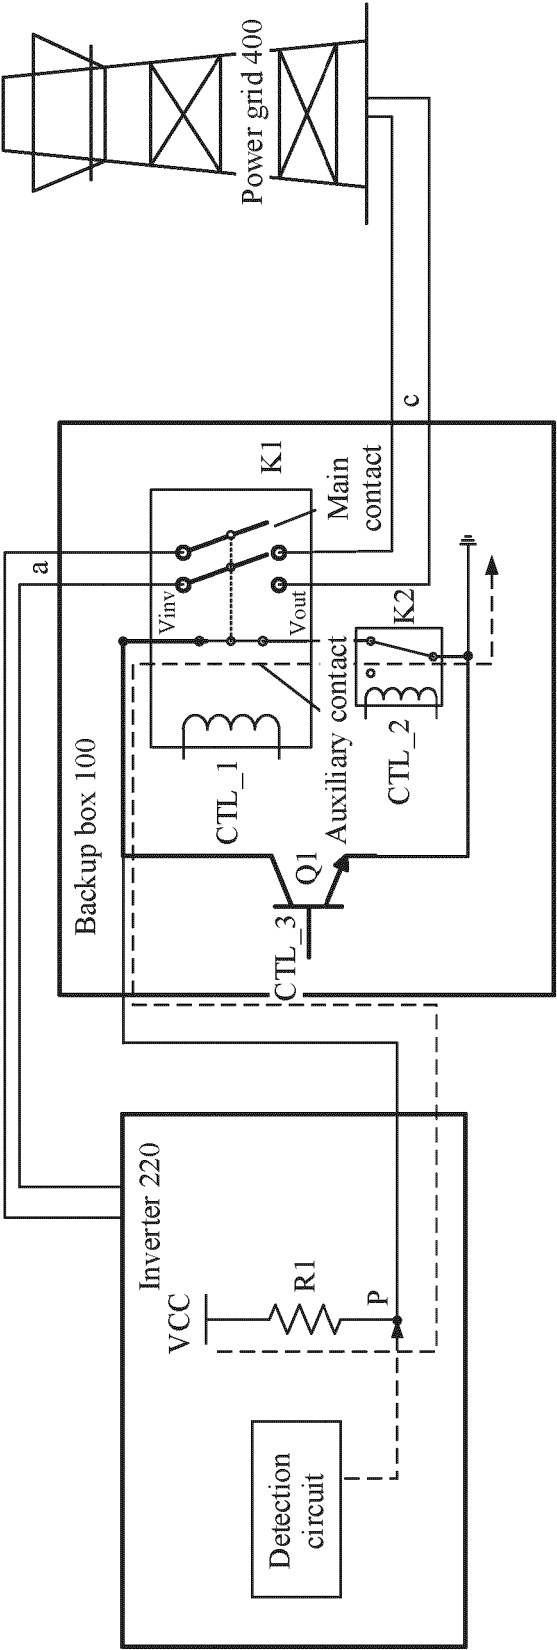 Inverter 220
VCC
R1
P
Detection
circuit
a
Backup box 100
CTL_3
Q1
CTL_1
Vinv
Vout
K1
Main
contact
Auxiliary contact
CTL_2
K2
c
Power grid 400